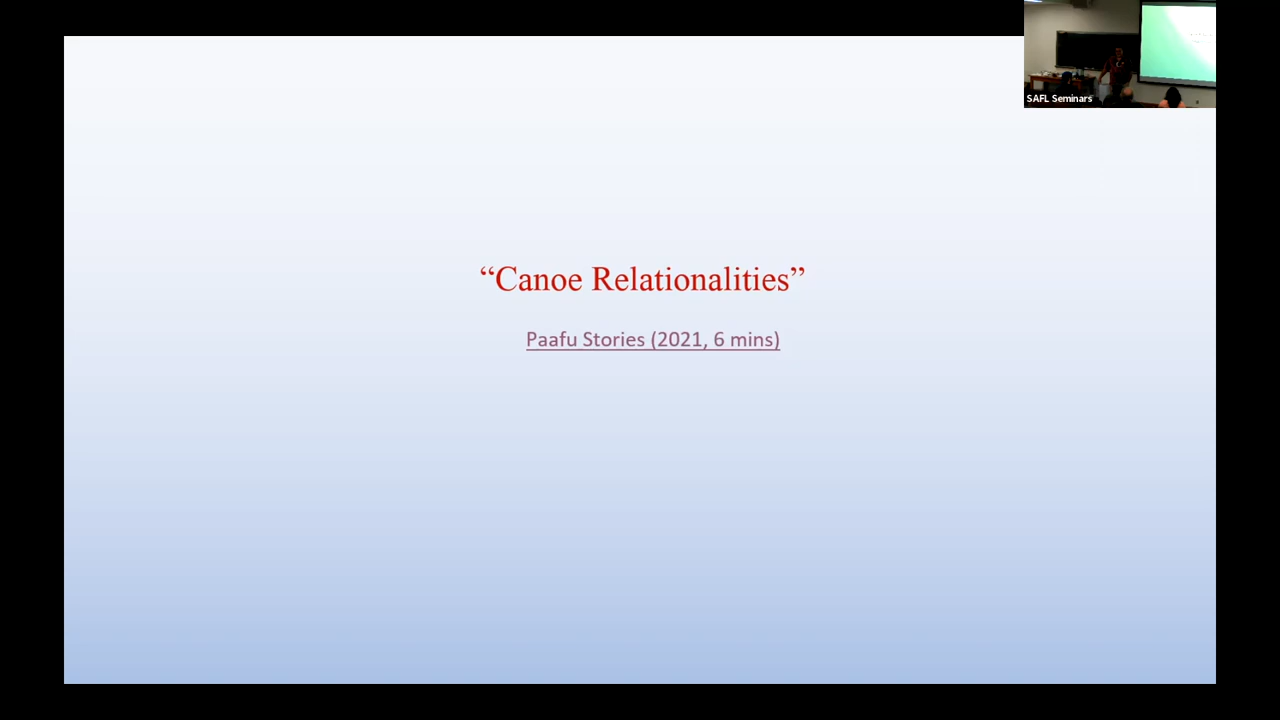 SAFL Seminars
“Canoe Relationalities”
Paafu Stories (2021, 6 mins)